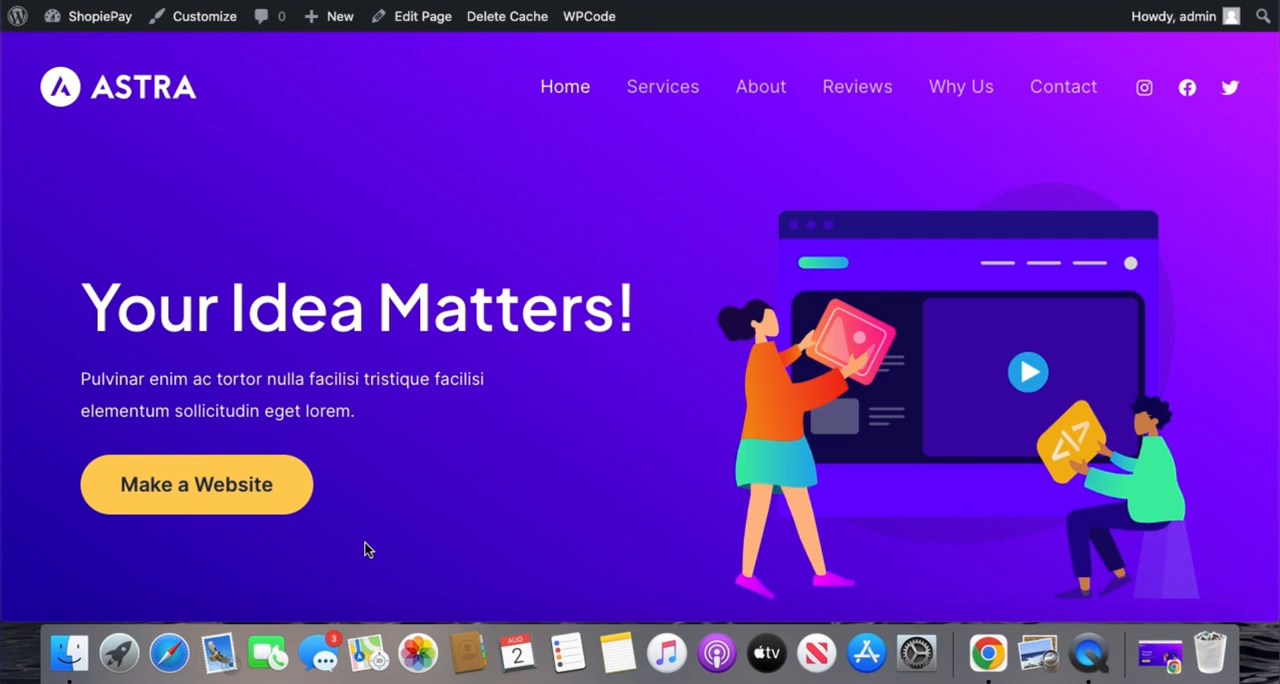 ShopiePay Customize 0 New Edit Page Delete Cache WPCode Howdy, admin
ASTRA Home Services About Reviews Why Us Contact
Your Idea Matters!
Pulvinar enim ac tortor nulla facilisi tristique facilisi
elementum sollicitudin eget lorem.
Make a Website
</>
3
AUG
2
3D
tv